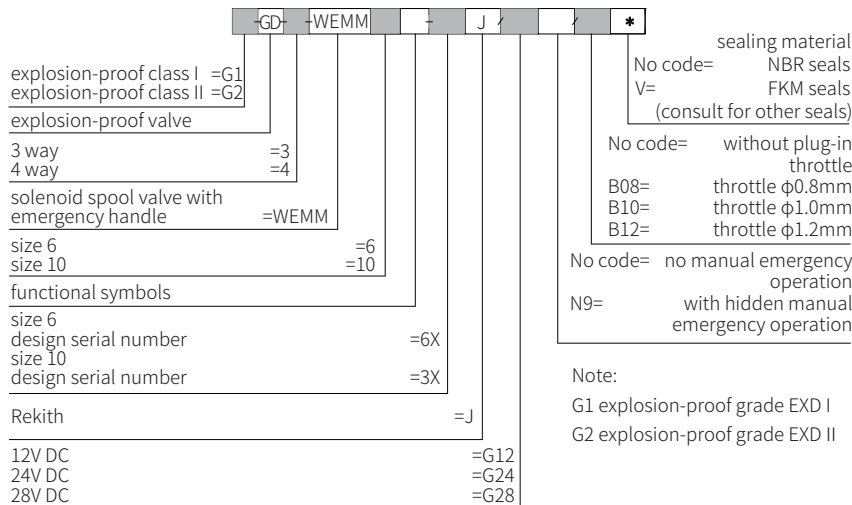 -GD- -WEMM - J / / *
explosion-proof class I =G1
explosion-proof class II =G2
explosion-proof valve
3 way =3
4 way =4
solenoid spool valve with
emergency handle =WEMM
size 6 =6
size 10 =10
functional symbols
size 6
design serial number =6X
size 10
design serial number =3X
Rekith =J
12V DC =G12
24V DC =G24
28V DC =G28
sealing material
No code= NBR seals
V= FKM seals
(consult for other seals)
No code= without plug-in
throttle
B08= throttle φ0.8mm
B10= throttle φ1.0mm
B12= throttle φ1.2mm
No code= no manual emergency
operation
N9= with hidden manual
emergency operation
Note:
G1 explosion-proof grade EXD I
G2 explosion-proof grade EXD II